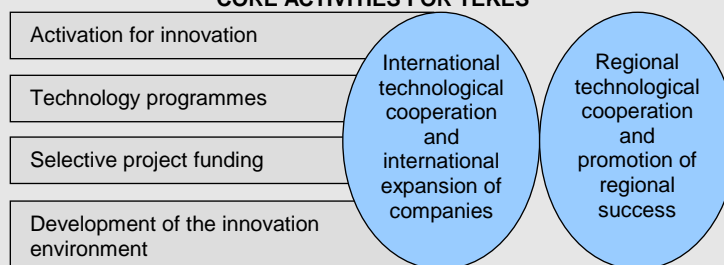 CORE ACTIVITIES FOR TEKES
Activation for innovation
Technology programmes
Selective project funding
Development of the innovation
environment
International
technological
cooperation
and
international
expansion of
companies
Regional
technological
cooperation
and
promotion of
regional
success